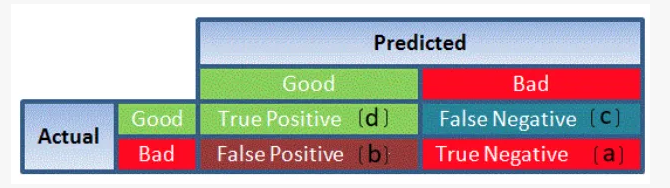 Predicted
Good Bad
Actual Good True Positive (d) False Negative (c)
Bad False Positive (b) True Negative (a)